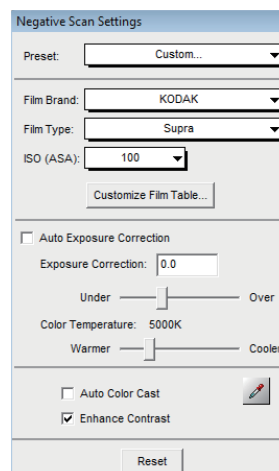 Negative Scan Settings
Preset: Custom...
Film Brand: KODAK
Film Type: Supra
ISO (ASA): 100
Customize Film Table...
Auto Exposure Correction
Exposure Correction: 0.0
Under Over
Color Temperature: 5000K
Warmer Cooler
Auto Color Cast
Enhance Contrast
Reset